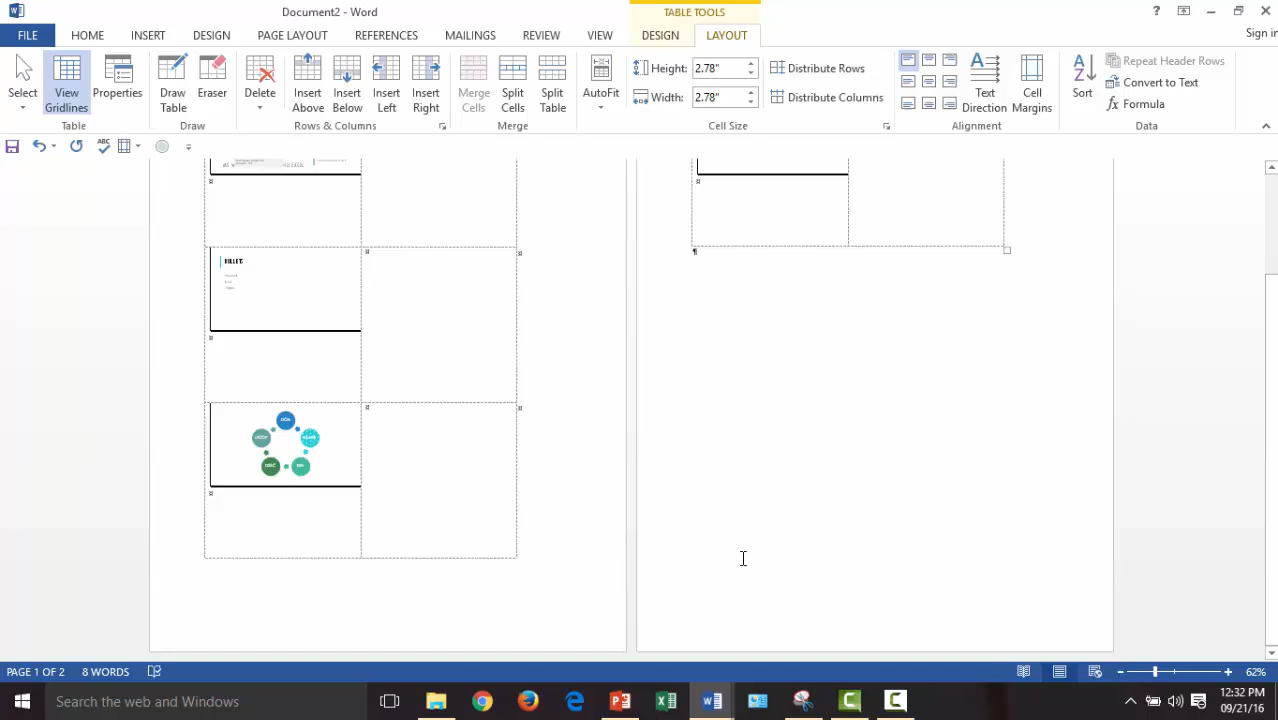 Document2 - Word
TABLE TOOLS
?
Sign in
FILE
HOME
INSERT
DESIGN
PAGE LAYOUT
REFERENCES
MAILINGS
REVIEW
VIEW
DESIGN
LAYOUT
Select
View Gridlines
Properties
Draw Table
Eraser
Delete
Insert Above
Insert Below
Insert Left
Insert Right
Merge Cells
Split Cells
Split Table
AutoFit
Height: 2.78"
Width: 2.78"
Distribute Rows
Distribute Columns
Text Direction
Cell Margins
Sort
Repeat Header Rows
Convert to Text
Formula
Table
Draw
Rows & Columns
Merge
Cell Size
Alignment
Data
ABC
PAGE 1 OF 2
8 WORDS
62%
Search the web and Windows
12:32 PM
09/21/16